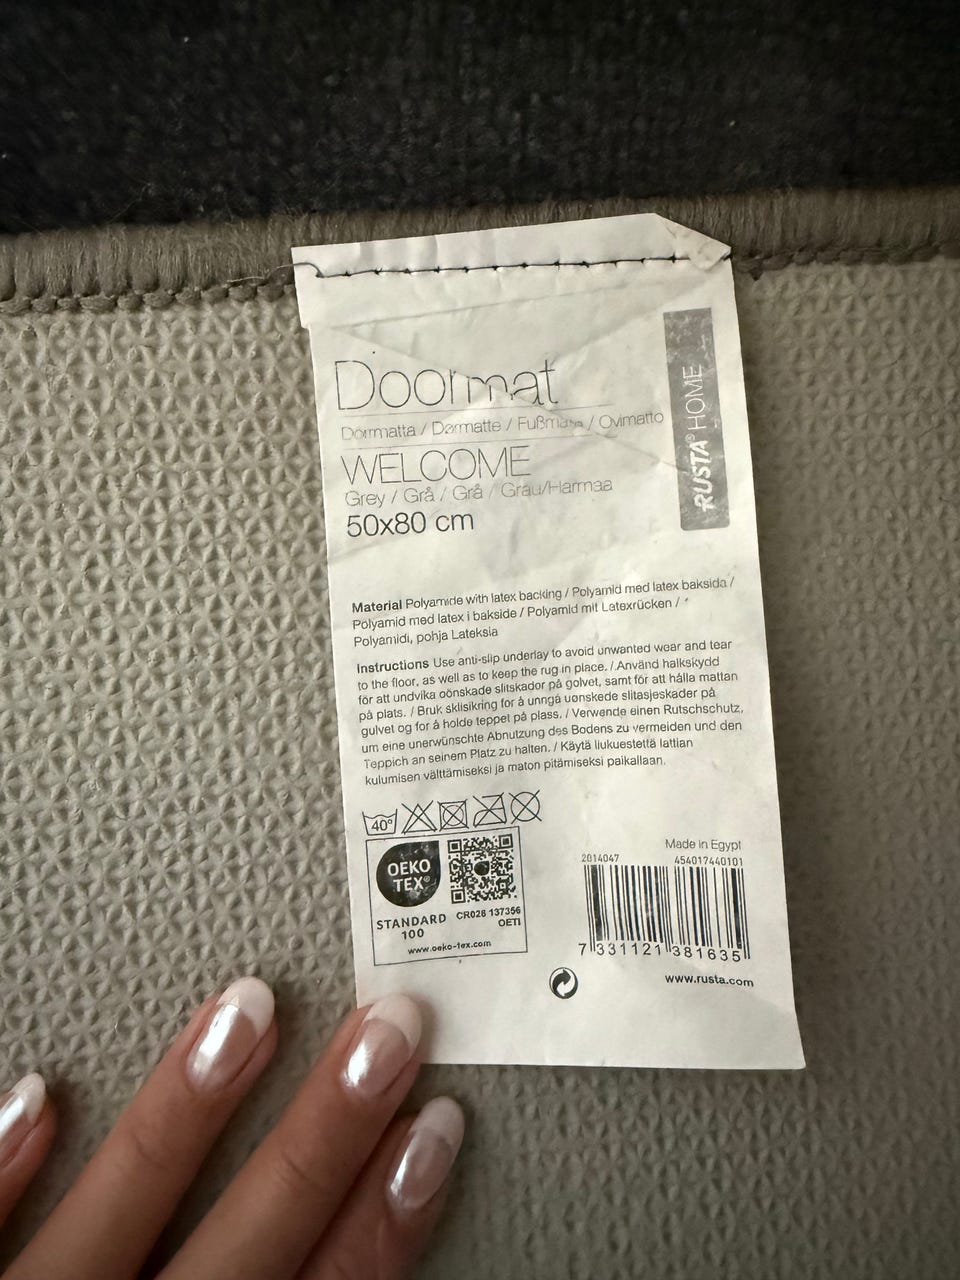 Doormat
Dörrmatta / Dørmatte / Fußmatte / Ovimatto
WELCOME
Grey / Grå / Grå / Grau/Harmaa
50x80 cm
RUSTA® HOME
Material Polyamide with latex backing / Polyamid med latex baksida /
Polyamid med latex i bakside / Polyamid mit Latexrücken /
Polyamidi, pohja Lateksia
Instructions Use anti-slip underlay to avoid unwanted wear and tear
to the floor, as well as to keep the rug in place. / Använd halkskydd
för att undvika oönskade slitskador på golvet, samt för att hålla mattan
på plats. / Bruk sklisikring for å unngå uønskede slitasjeskader på
gulvet og for å holde teppet på plass. / Verwende einen Rutschschutz,
um eine unerwünschte Abnutzung des Bodens zu vermeiden und den
Teppich an seinem Platz zu halten. / Käytä liukuestettä lattian
kulumisen välttämiseksi ja maton pitämiseksi paikallaan.
40°
OEKO
TEX®
STANDARD
100
CR026 137356
OETI
www.oeko-tex.com
Made in Egypt
2014047 454017440101
7 331121 381635
www.rusta.com